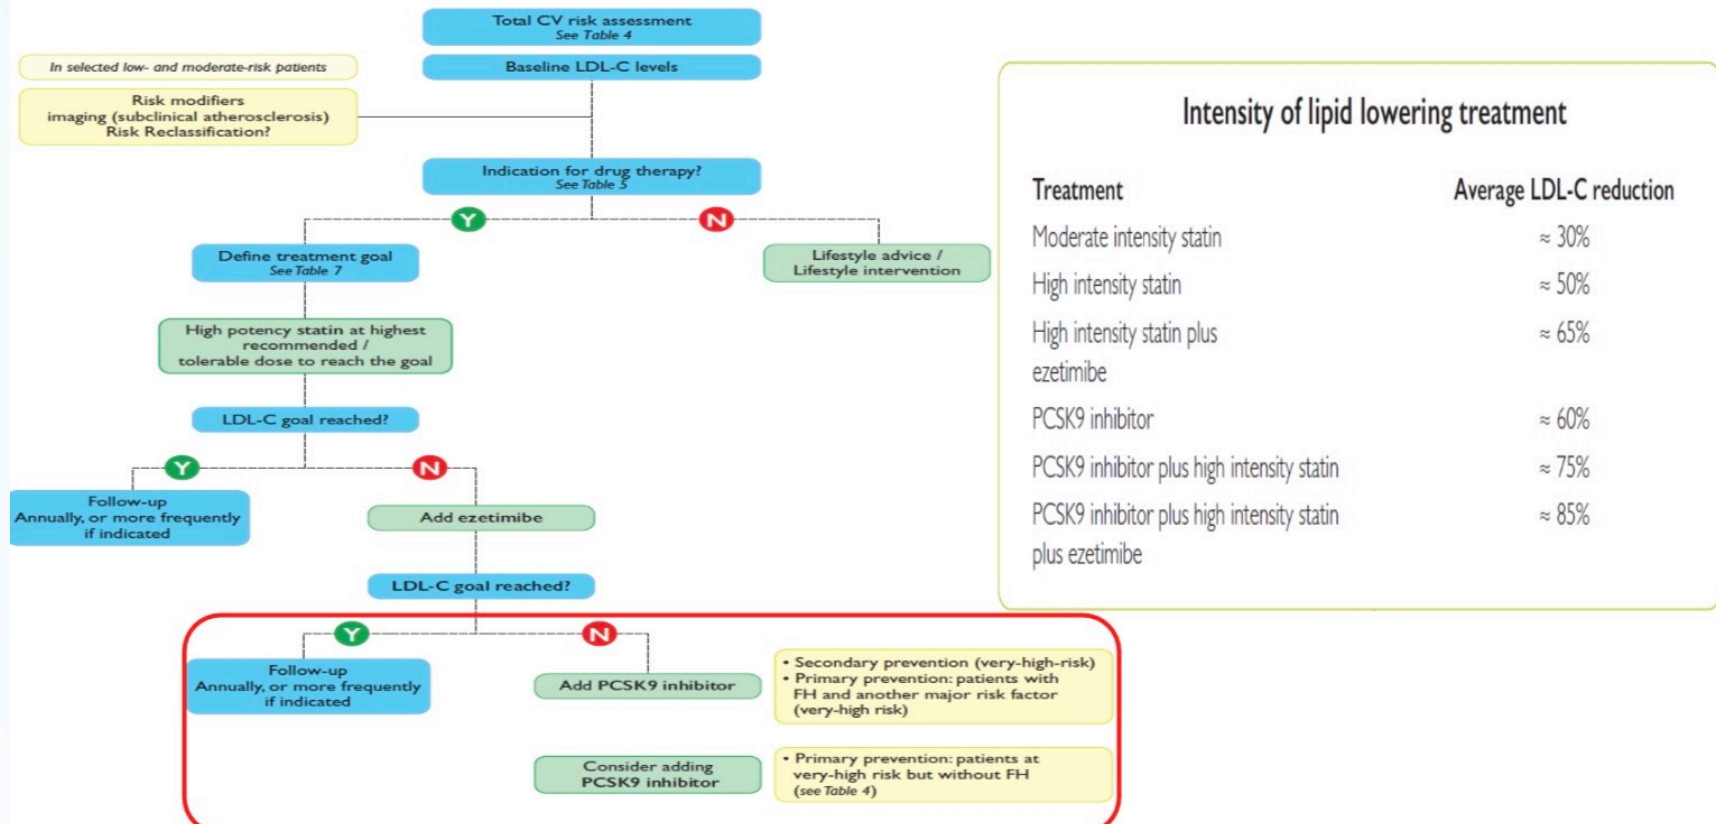 Total CV risk assessment
See Table 4
In selected low- and moderate-risk patients
Baseline LDL-C levels
Risk modifiers
imaging (subclinical atherosclerosis)
Risk Reclassification?
Indication for drug therapy?
See Table 5
Y
N
Define treatment goal
See Table 7
Lifestyle advice /
Lifestyle intervention
High potency statin at highest
recommended /
tolerable dose to reach the goal
LDL-C goal reached?
Y
N
Follow-up
Annually, or more frequently
if indicated
Add ezetimibe
LDL-C goal reached?
Y
N
Follow-up
Annually, or more frequently
if indicated
Add PCSK9 inhibitor
• Secondary prevention (very-high-risk)
• Primary prevention: patients with
FH and another major risk factor
(very-high risk)
Consider adding
PCSK9 inhibitor
• Primary prevention: patients at
very-high risk but without FH
(see Table 4)
Intensity of lipid lowering treatment
Treatment Average LDL-C reduction
Moderate intensity statin ≈ 30%
High intensity statin ≈ 50%
High intensity statin plus ≈ 65%
ezetimibe
PCSK9 inhibitor ≈ 60%
PCSK9 inhibitor plus high intensity statin ≈ 75%
PCSK9 inhibitor plus high intensity statin ≈ 85%
plus ezetimibe